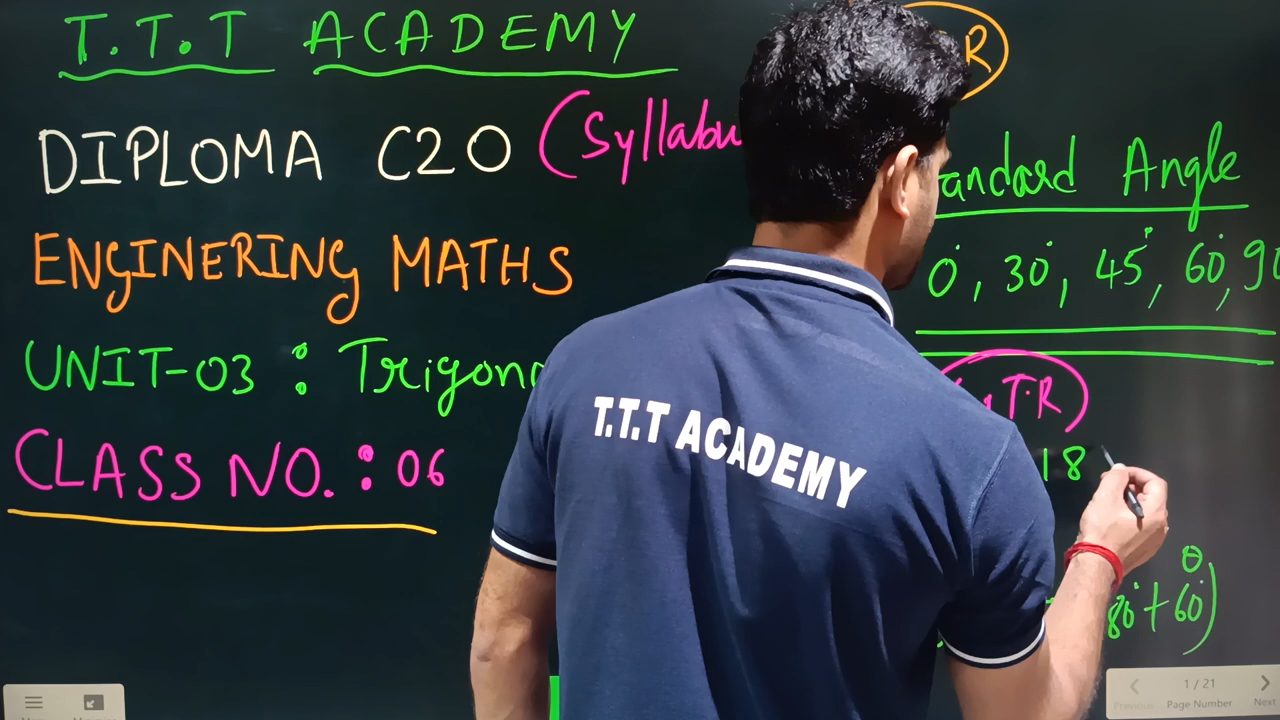 T.T.T ACADEMY
DIPLOMA C20 (Syllabu
ENGINERING MATHS
UNIT-03 : Trigono
CLASS NO. : 06
R
andard Angle
0°, 30°, 45°, 60°, 90
T.R
18
θ
80°+60°)
T.T.T ACADEMY
1 / 21
Previous Page Number Next